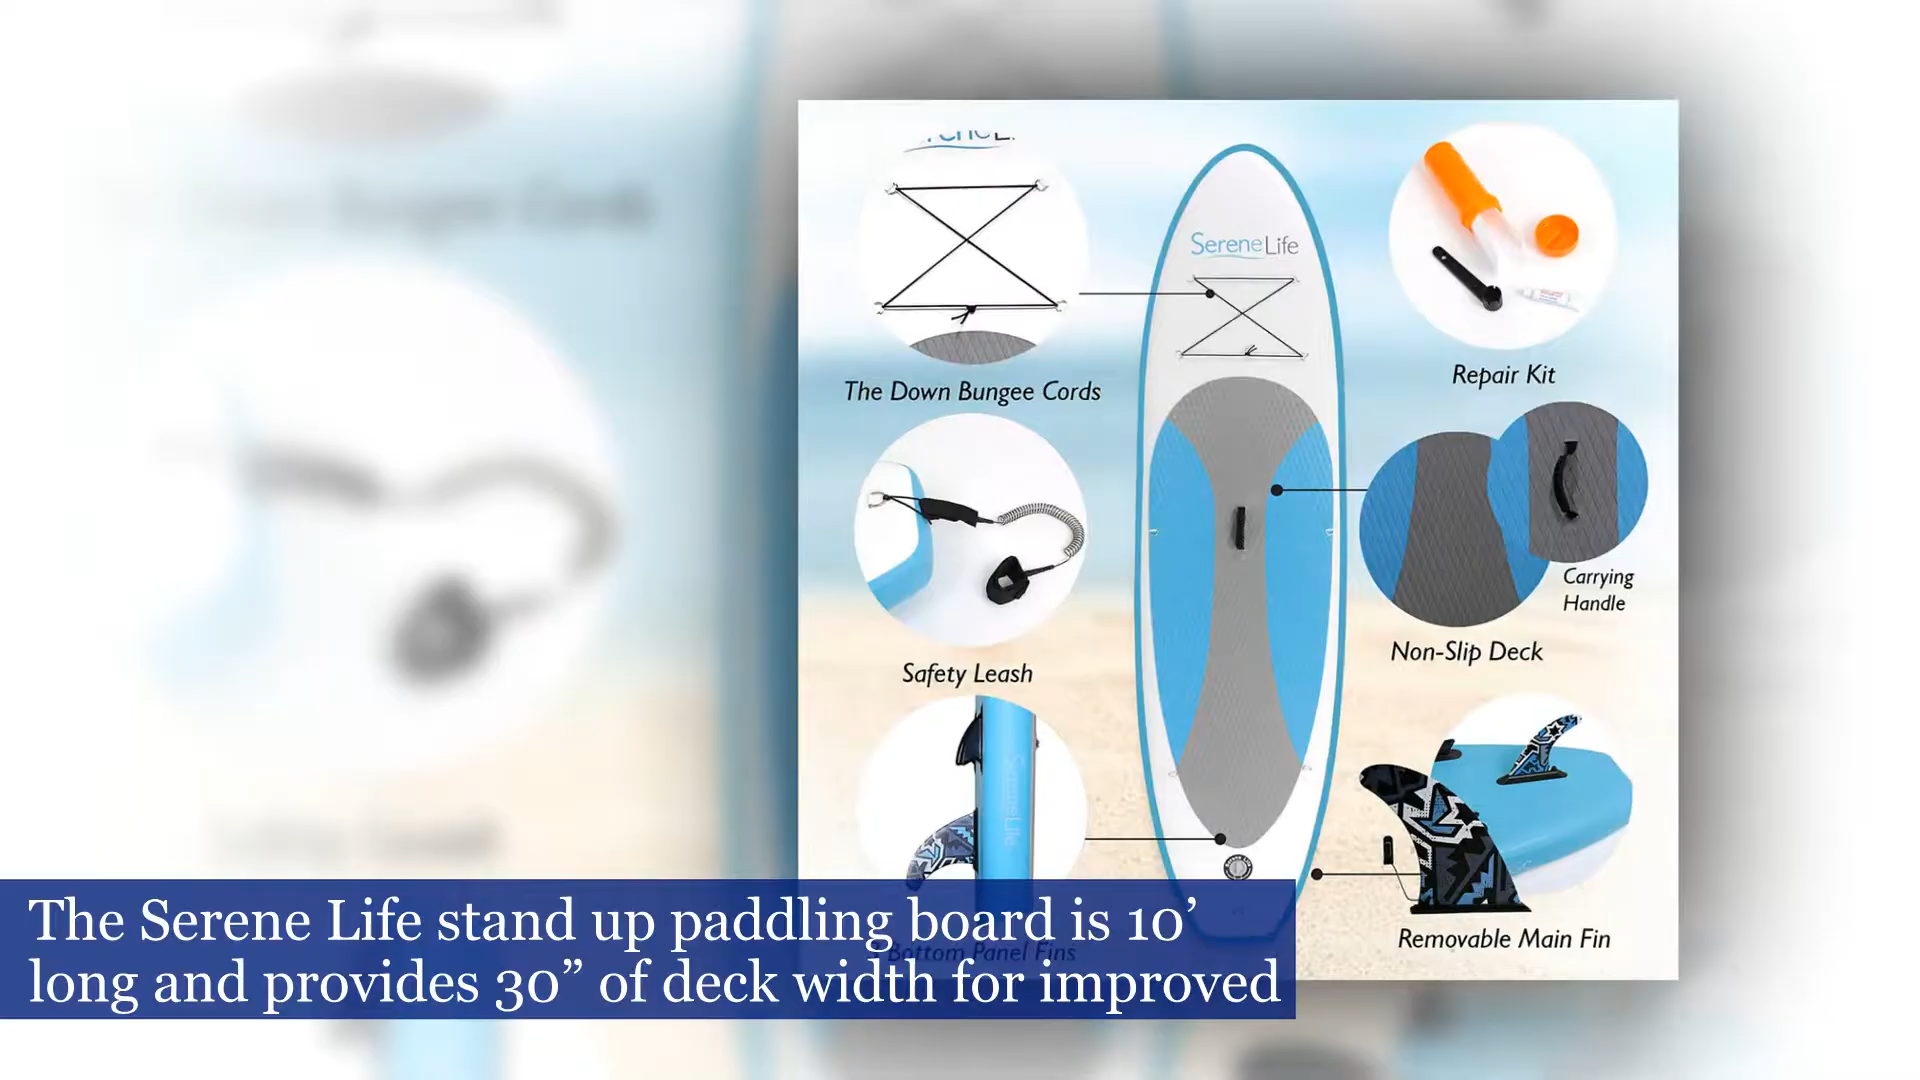 SereneLife
The Down Bungee Cords
Repair Kit
Carrying
Handle
Safety Leash
Non-Slip Deck
SereneLife
Removable Main Fin
Bottom Panel Fins
The Serene Life stand up paddling board is 10’
long and provides 30” of deck width for improved